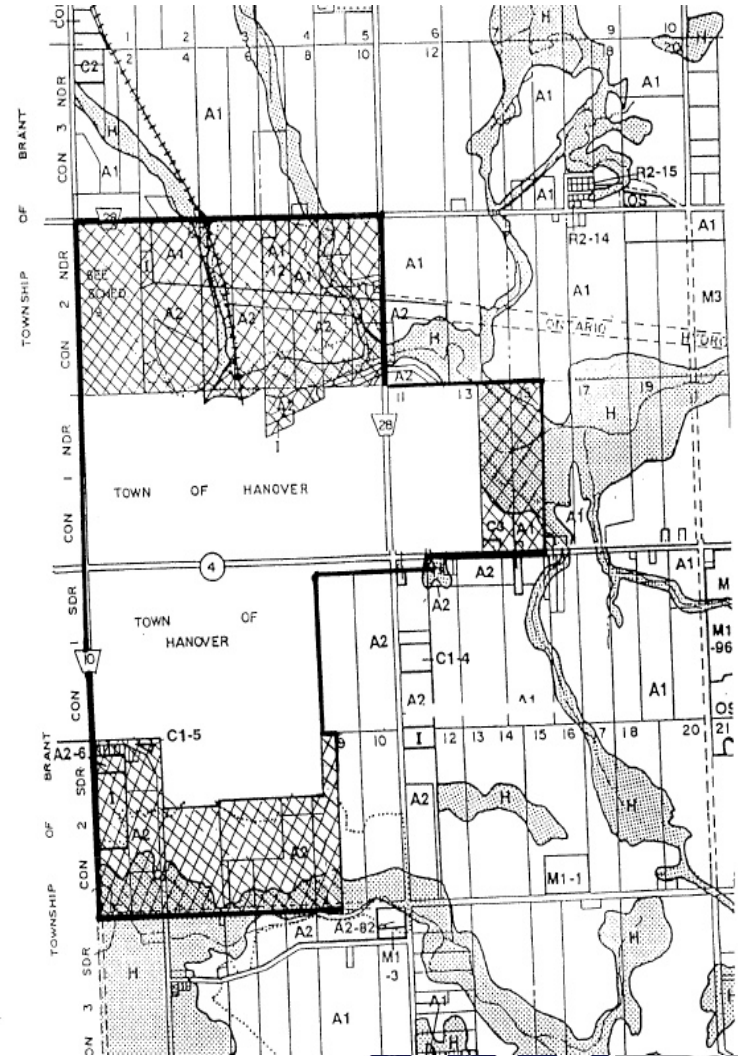 CON
1 2 3 4 5
6 7 9 10
C2
2 4 6 8 10
12 8 20
H
H
A1
A1
A1
CON 3 NDR
H
A1
TOWNSHIP OF BRANT
A1
R2-15
OS
28
A1
R2-14
I
A1
A1
-12
A1
A1
SEE
SCHED
CON 2 NDR
A1
M3
A2
A2
A2
A2
ONTARIO
H
A2
11 13 17 19
H
28
CON 1 NDR
TOWN OF HANOVER
I
C3
A1
A1
4
A1
A2
M
TOWN OF
HANOVER
A2
SDR
1
A2
M1
-96
10
C1-4
CON
A2
A1
A1
OS
C1-5
9 10 I 12 13 14 15 16 17 18 20 21
A2-6
TOWNSHIP OF BRANT
CON 2 SDR
I
A2
A2
A2
H
H
M1-1
A2
A2-82
M1
-3
H
H
CON 3 SDR
A1
A1
H